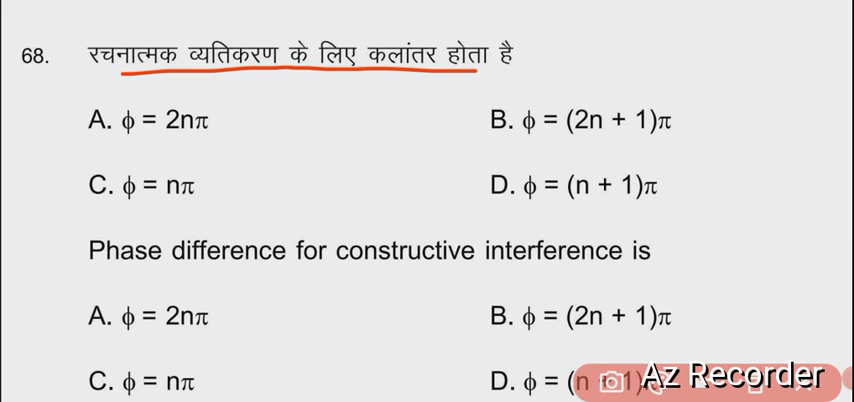 68. रचनात्मक व्यतिकरण के लिए कलांतर होता है
A. ϕ = 2nπ B. ϕ = (2n + 1)π
C. ϕ = nπ D. ϕ = (n + 1)π
Phase difference for constructive interference is
A. ϕ = 2nπ B. ϕ = (2n + 1)π
C. ϕ = nπ D. ϕ = (n + 1)
Az Recorder